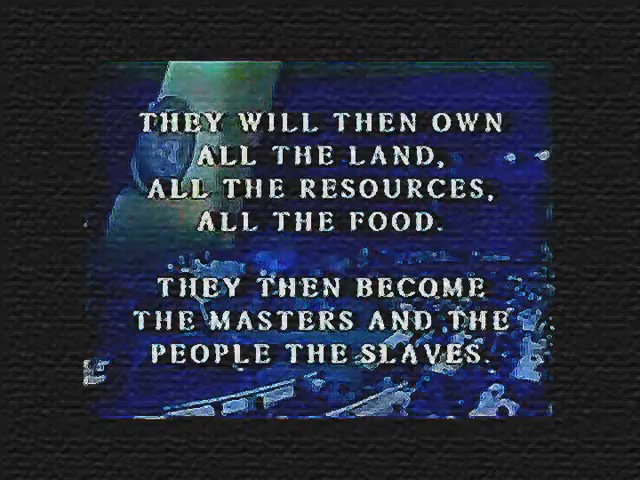 THEY WILL THEN OWN
ALL THE LAND,
ALL THE RESOURCES,
ALL THE FOOD.
THEY THEN BECOME
THE MASTERS AND THE
PEOPLE THE SLAVES.